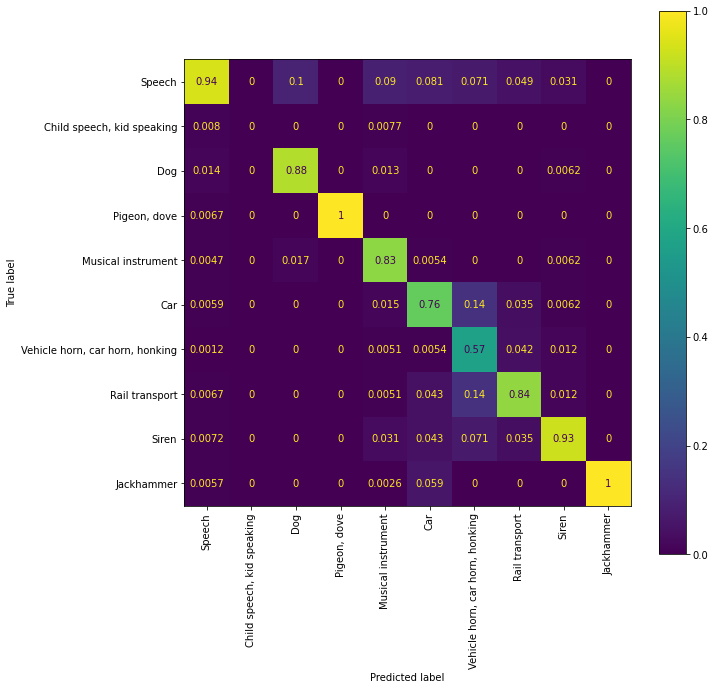 1.0
Speech 0.94 0 0.1 0 0.09 0.081 0.071 0.049 0.031 0
Child speech, kid speaking 0.008 0 0 0 0.0077 0 0 0 0 0
0.8
Dog 0.014 0 0.88 0 0.013 0 0 0 0.0062 0
Pigeon, dove 0.0067 0 0 1 0 0 0 0 0 0
0.6
Musical instrument 0.0047 0 0.017 0 0.83 0.0054 0 0 0.0062 0
True label
Car 0.0059 0 0 0 0.015 0.76 0.14 0.035 0.0062 0
0.4
Vehicle horn, car horn, honking 0.0012 0 0 0 0.0051 0.0054 0.57 0.042 0.012 0
Rail transport 0.0067 0 0 0 0.0051 0.043 0.14 0.84 0.012 0
0.2
Siren 0.0072 0 0 0 0.031 0.043 0.071 0.035 0.93 0
Jackhammer 0.0057 0 0 0 0.0026 0.059 0 0 0 1
0.0
Speech
Child speech, kid speaking
Dog
Pigeon, dove
Musical instrument
Car
Vehicle horn, car horn, honking
Rail transport
Siren
Jackhammer
Predicted label